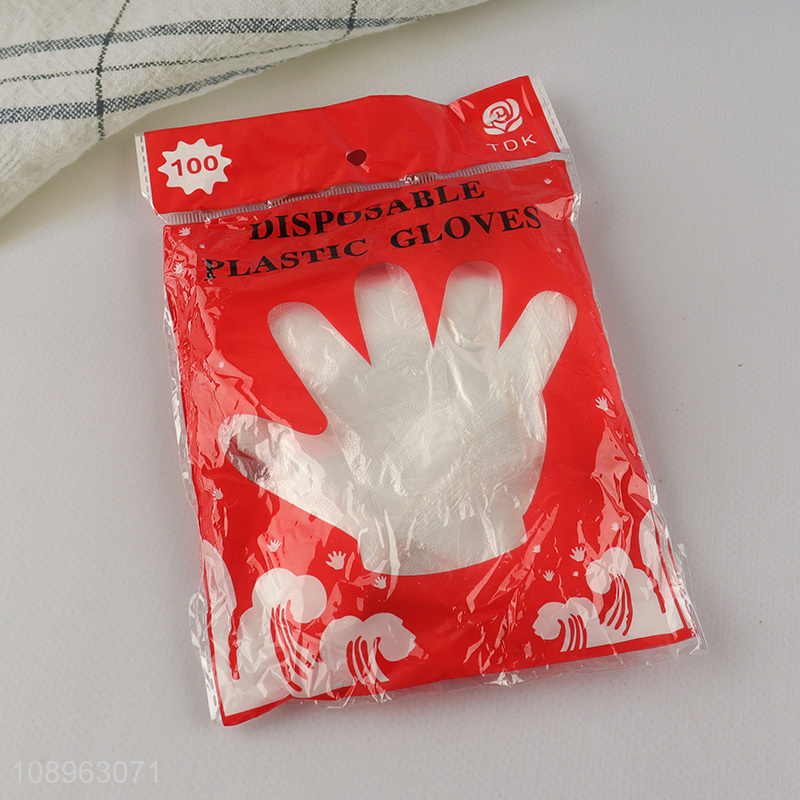 100
TDK
DISPOSABLE
PLASTIC GLOVES
108963071